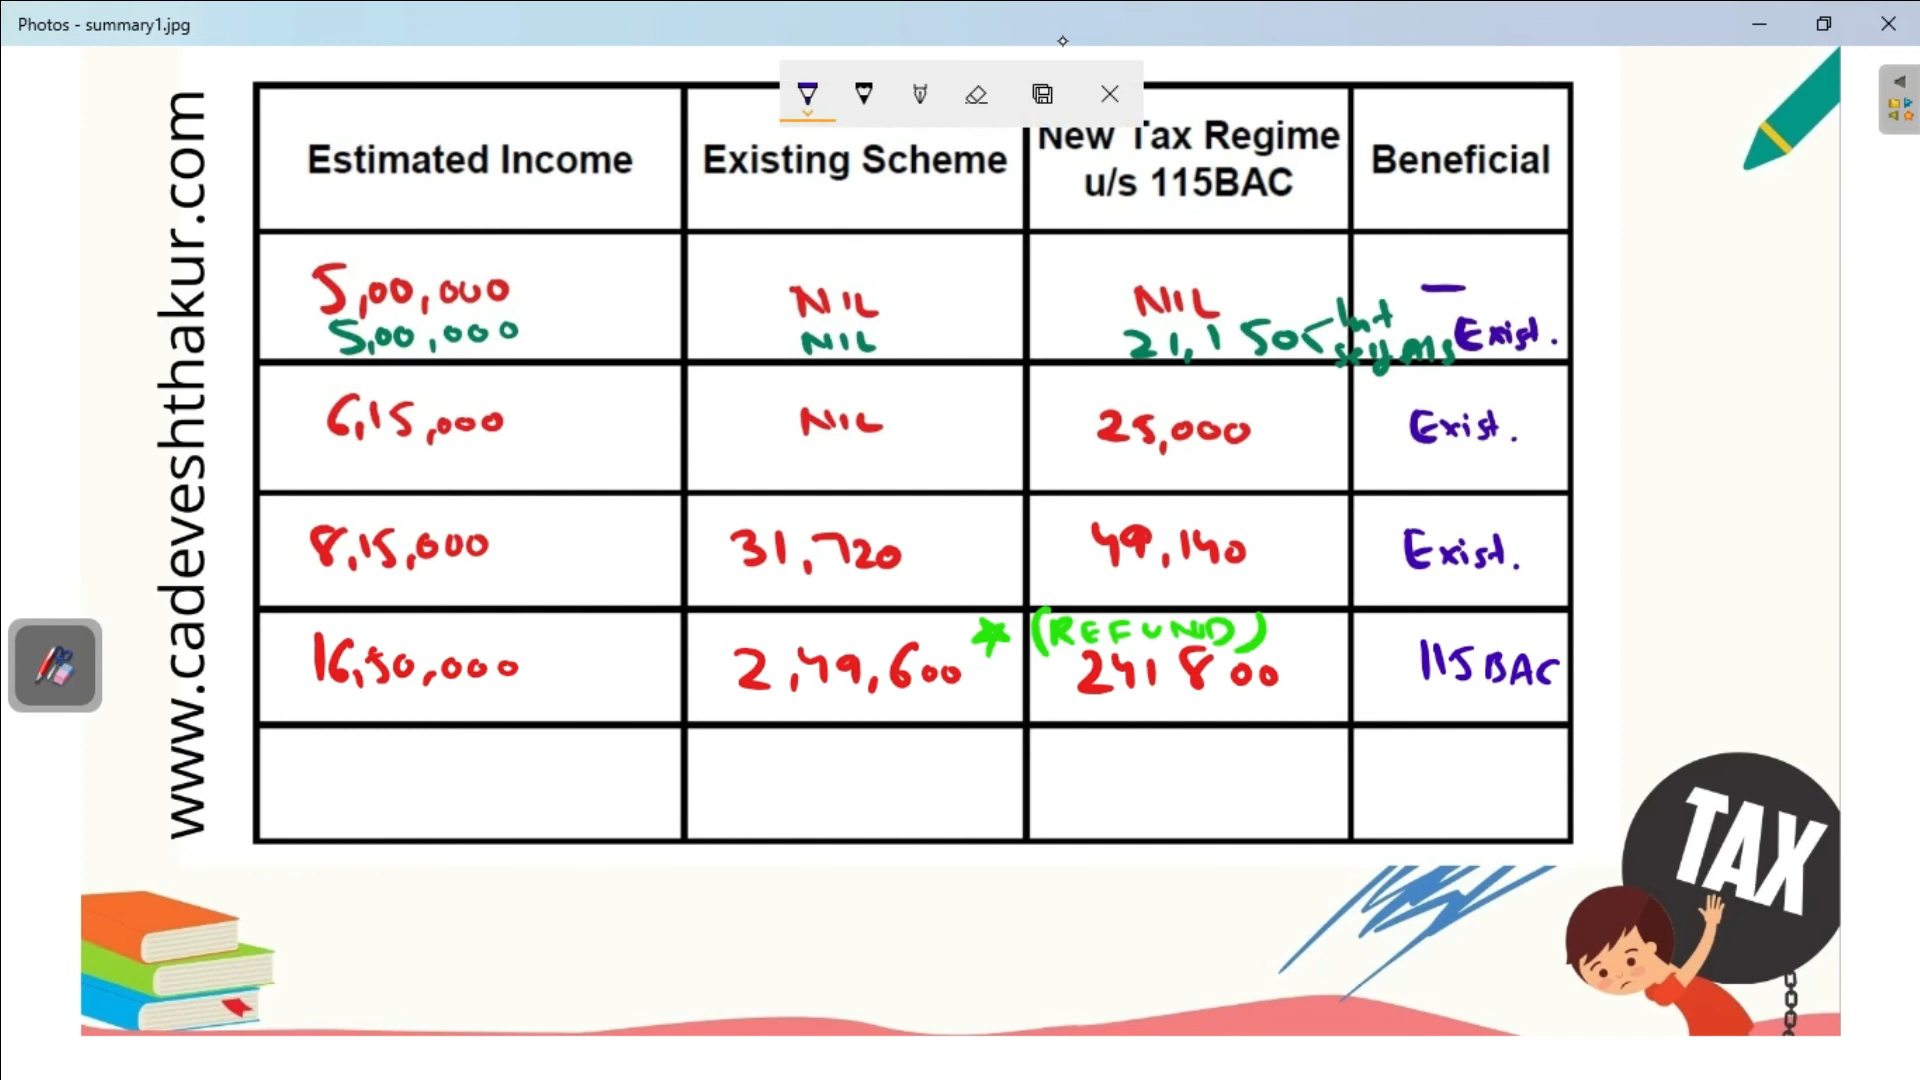 Photos - summary1.jpg
www.cadeveshthakur.com
Estimated Income
Existing Scheme
New Tax Regime
u/s 115BAC
Beneficial
5,00,000
NIL
NIL
—
5,00,000
NIL
21,150 < Int
Exist.
6,15,000
NIL
25,000
Exist.
8,15,000
31,720
49,140
Exist.
16,50,000
2,49,600 *
(REFUND)
241800
115BAC
TAX